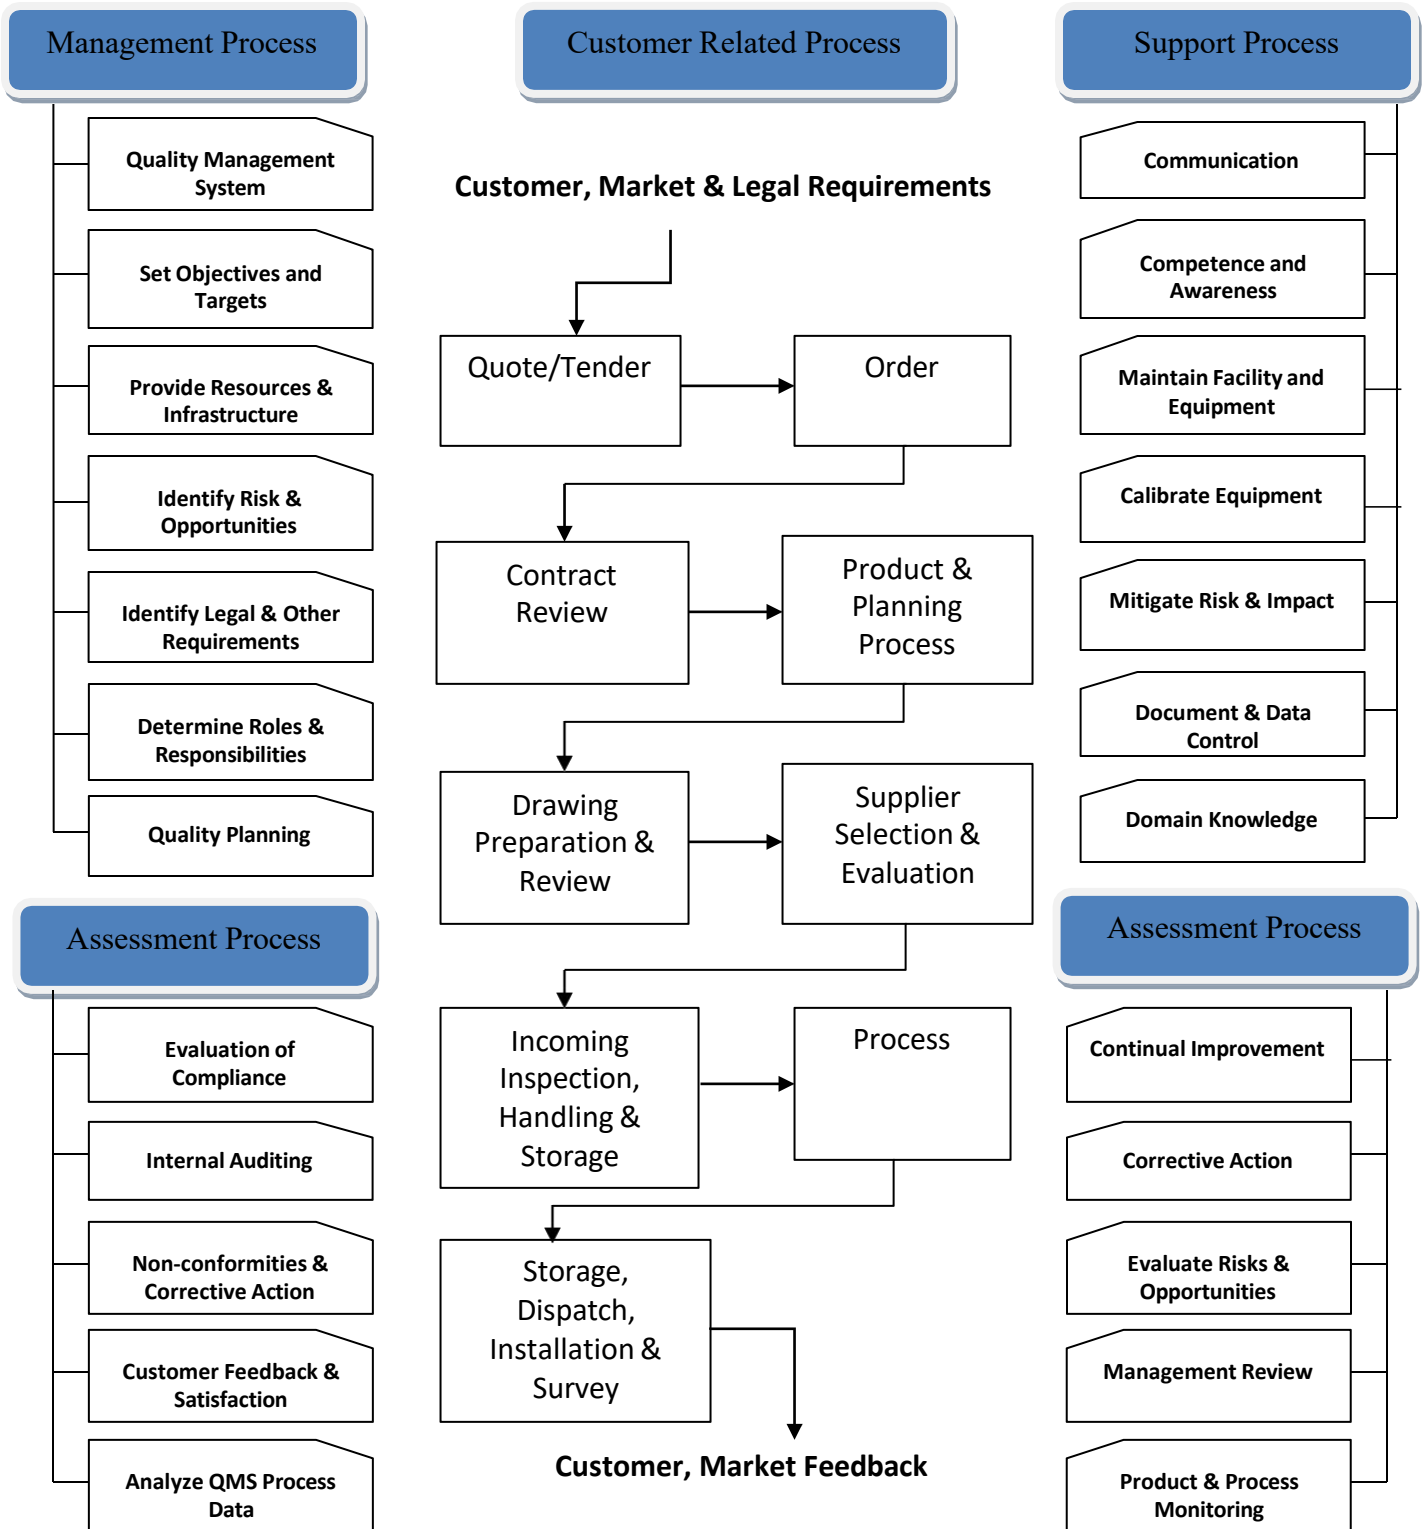 Management Process
Quality Management
System
Set Objectives and
Targets
Provide Resources &
Infrastructure
Identify Risk &
Opportunities
Identify Legal & Other
Requirements
Determine Roles &
Responsibilities
Quality Planning
Assessment Process
Evaluation of
Compliance
Internal Auditing
Non-conformities &
Corrective Action
Customer Feedback &
Satisfaction
Analyze QMS Process
Data
Customer Related Process
Customer, Market & Legal Requirements
Quote/Tender
Order
Contract
Review
Product &
Planning
Process
Drawing
Preparation &
Review
Supplier
Selection &
Evaluation
Incoming
Inspection,
Handling &
Storage
Process
Storage,
Dispatch,
Installation &
Survey
Customer, Market Feedback
Support Process
Communication
Competence and
Awareness
Maintain Facility and
Equipment
Calibrate Equipment
Mitigate Risk & Impact
Document & Data
Control
Domain Knowledge
Assessment Process
Continual Improvement
Corrective Action
Evaluate Risks &
Opportunities
Management Review
Product & Process
Monitoring